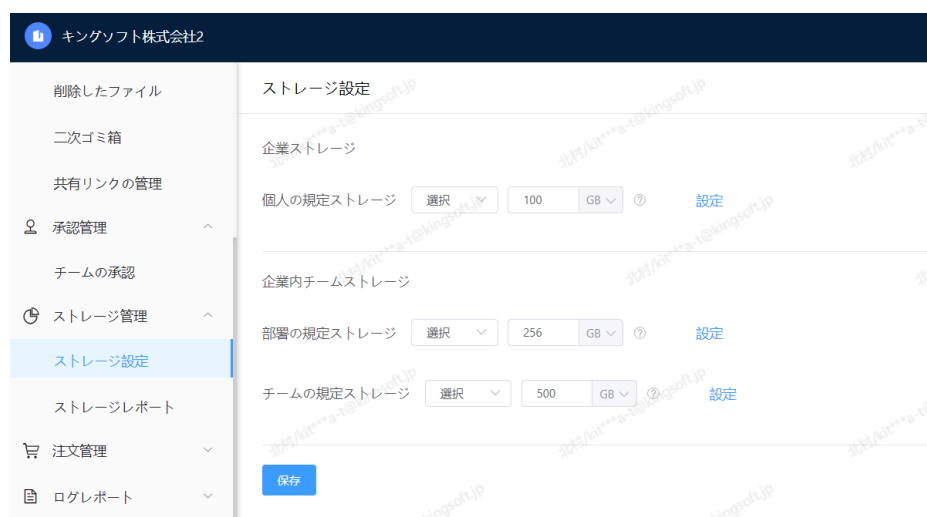 キングソフト株式会社2
削除したファイル
二次ゴミ箱
共有リンクの管理
承認管理
チームの承認
ストレージ管理
ストレージ設定
ストレージレポート
注文管理
ログレポート
ストレージ設定
企業ストレージ
個人の規定ストレージ 選択 100 GB 設定
企業内チームストレージ
部署の規定ストレージ 選択 256 GB 設定
チームの規定ストレージ 選択 500 GB 設定
保存
北村/kit***a-t@kingsoft.jp